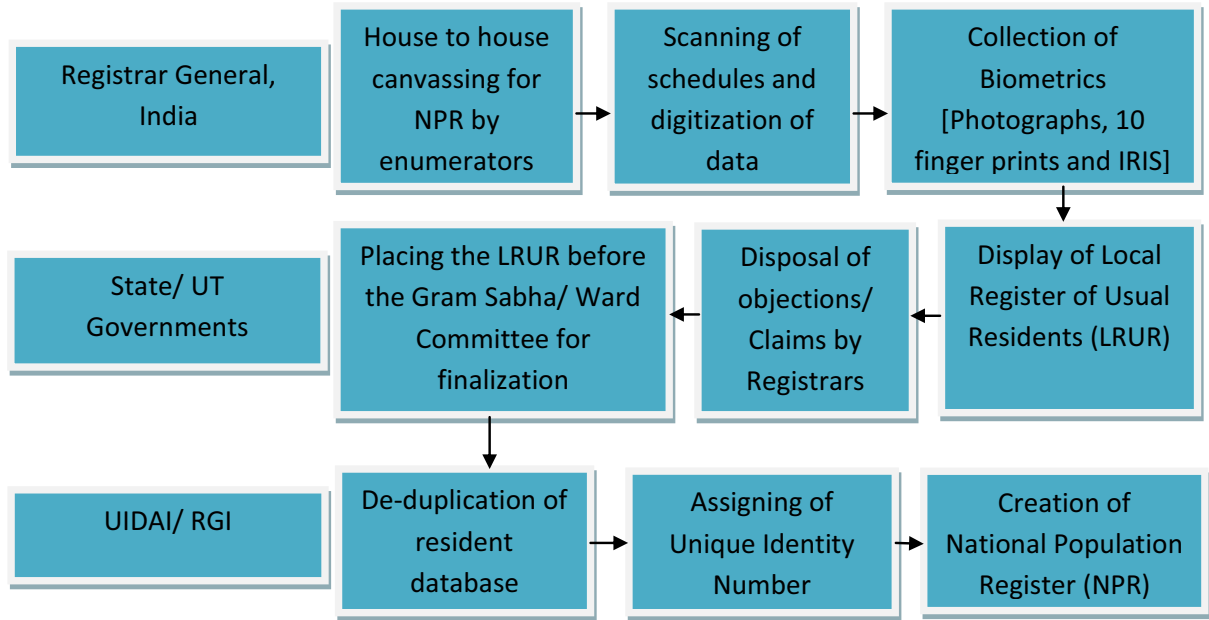 Registrar General,
India
House to house
canvassing for
NPR by
enumerators
Scanning of
schedules and
digitization of
data
Collection of
Biometrics
[Photographs, 10
finger prints and IRIS]
State/ UT
Governments
Placing the LRUR before
the Gram Sabha/ Ward
Committee for
finalization
Disposal of
objections/
Claims by
Registrars
Display of Local
Register of Usual
Residents (LRUR)
UIDAI/ RGI
De-duplication of
resident
database
Assigning of
Unique Identity
Number
Creation of
National Population
Register (NPR)